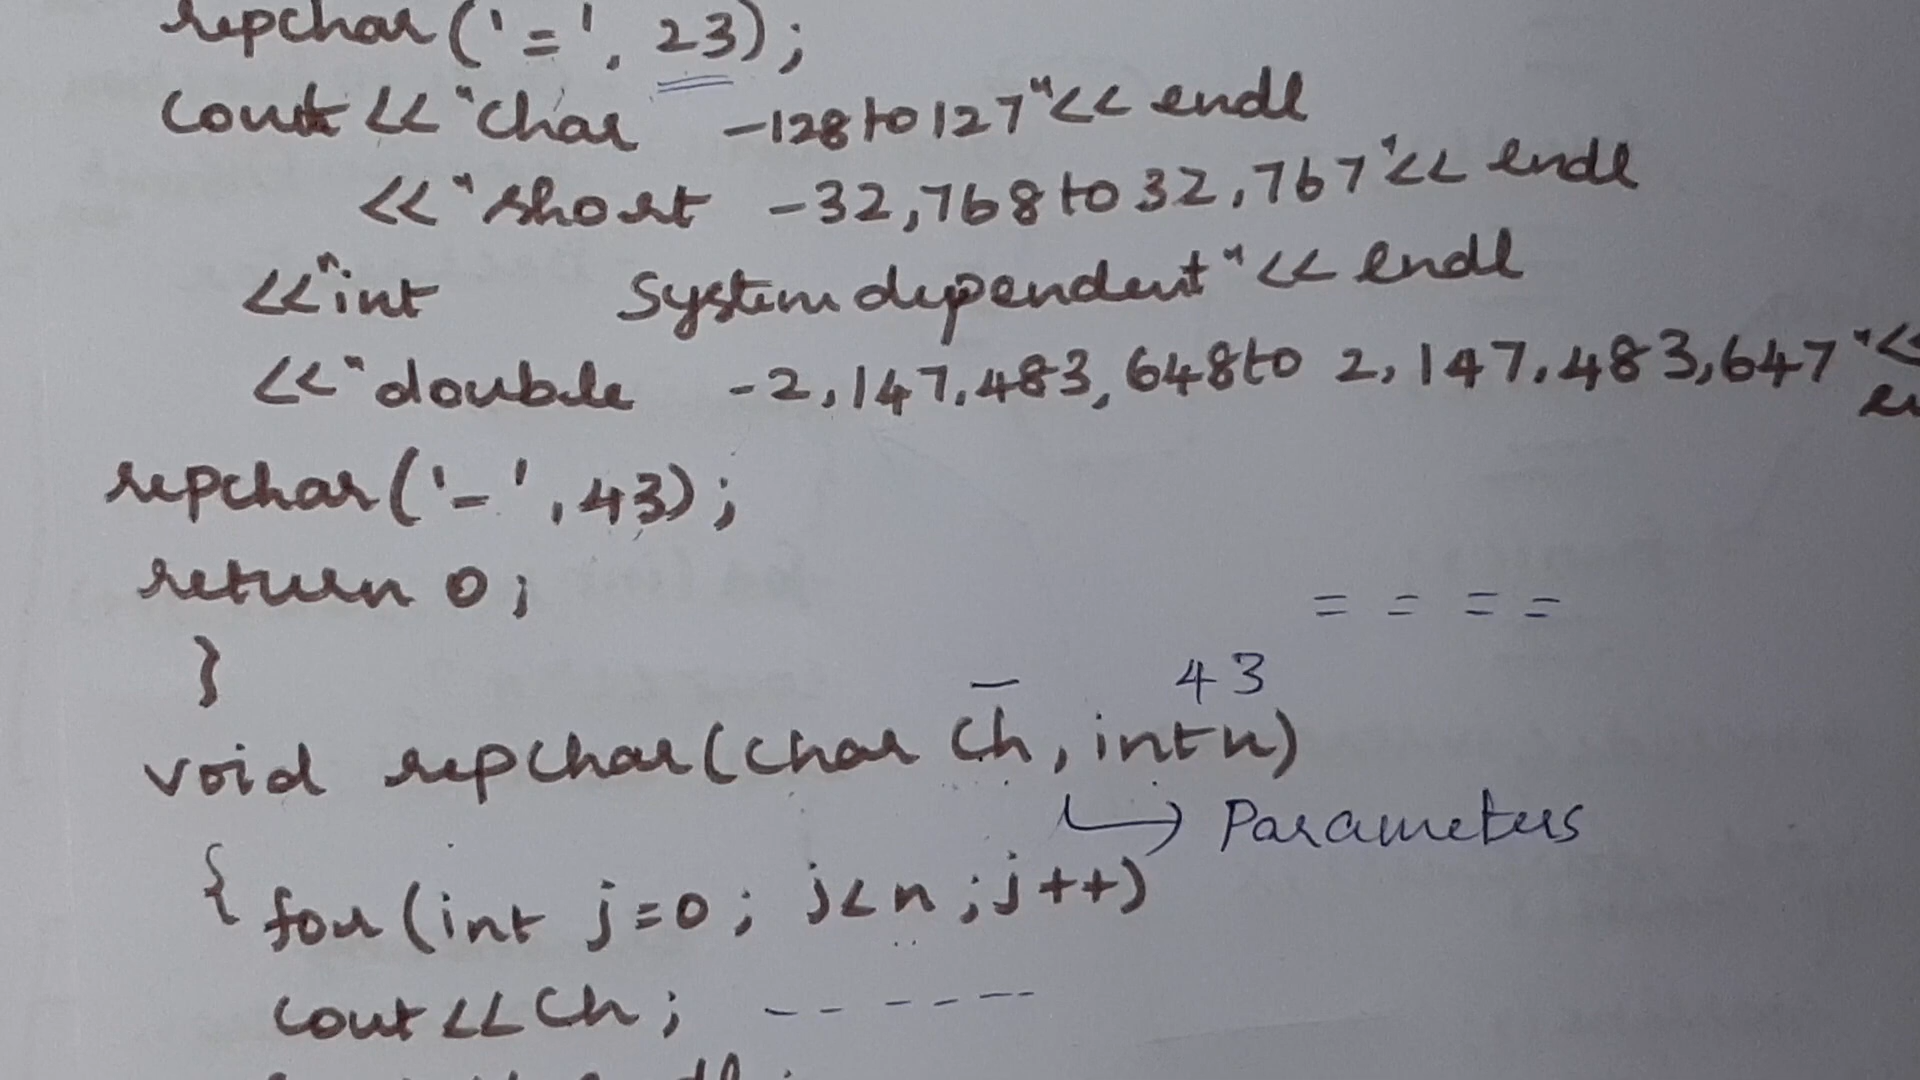 repchar('=', 23);
cout << "char -128 to 127" << endl
<< "short -32,768 to 32,767" << endl
<< "int System dependent" << endl
<< "double -2,147,483,648 to 2,147,483,647" <<
repchar('-', 43);
return 0;
= = = =
}
- 43
void repchar(char ch, int n)
↳ Parameters
{ for (int j=0; j<n; j++)
cout << ch; - - - - - - -